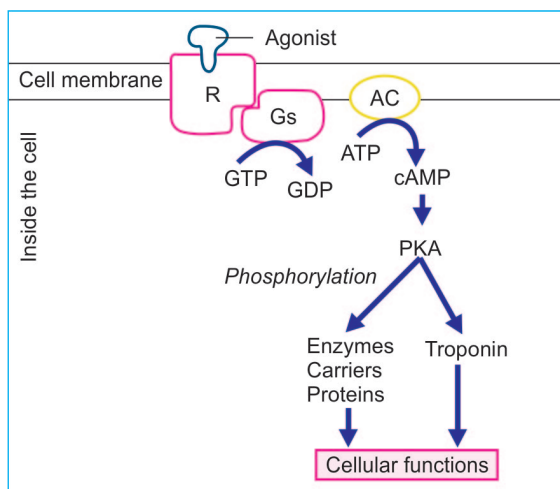 Agonist
Cell membrane
R
AC
Gs
ATP
GTP
GDP
cAMP
Inside the cell
PKA
Phosphorylation
Enzymes
Carriers
Proteins
Troponin
Cellular functions